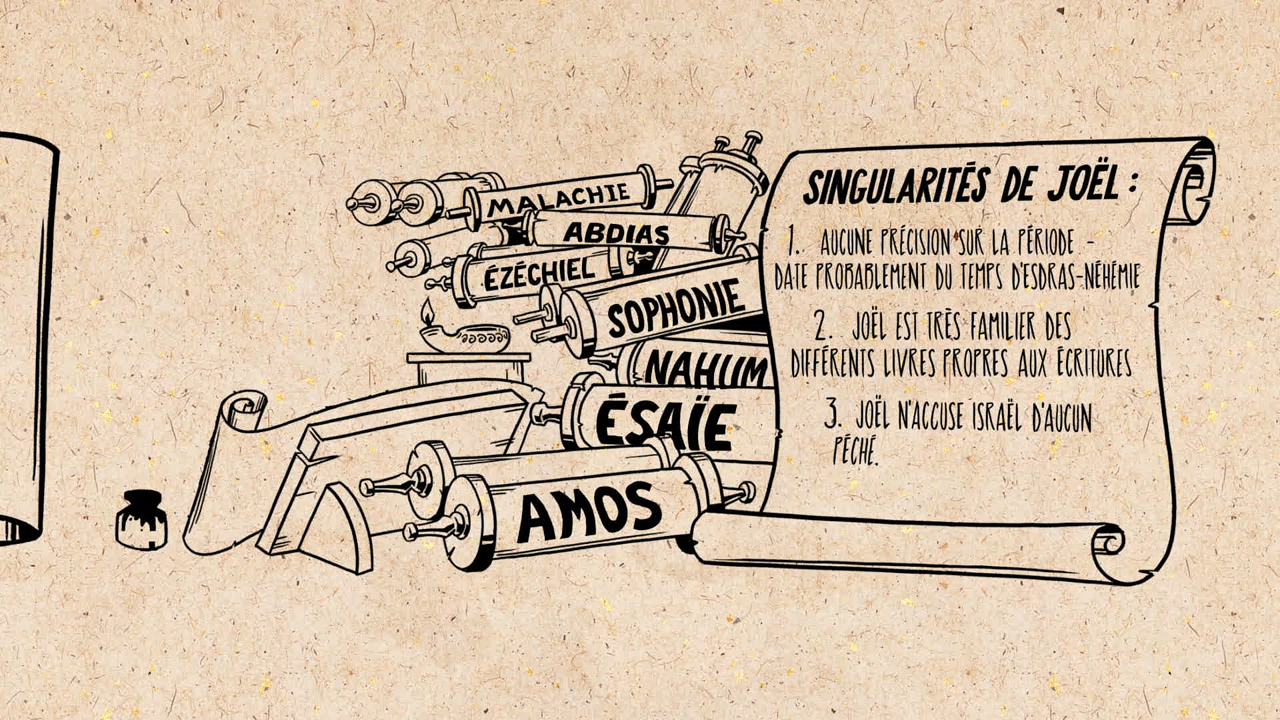 MALACHIE
ABDIAS
ÉZÉCHIEL
SOPHONIE
NAHUM
ÉSAÏE
AMOS
SINGULARITÉS DE JOËL :
1. AUCUNE PRÉCISION SUR LA PÉRIODE -
DATE PROBABLEMENT DU TEMPS D'ESDRAS-NÉHÉMIE
2. JOËL EST TRÈS FAMILIER DES
DIFFÉRENTS LIVRES PROPRES AUX ÉCRITURES
3. JOËL N'ACCUSE ISRAËL D'AUCUN
PÉCHÉ.